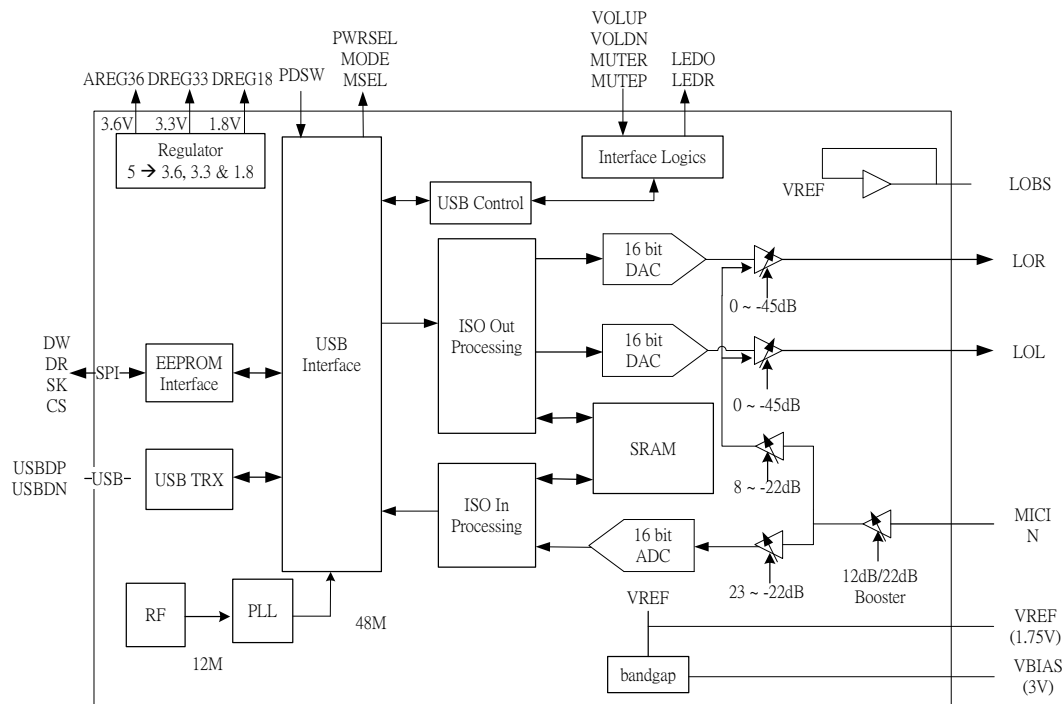 VOLUP
VOLDN
MUTER
MUTEP
PWRSEL
MODE
MSEL
LEDO
LEDR
AREG36 DREG33 DREG18
PDSW
3.6V 3.3V 1.8V
Regulator
5 → 3.6, 3.3 & 1.8
Interface Logics
VREF
LOBS
USB Control
16 bit
DAC
LOR
0 ~ -45dB
ISO Out
Processing
USB
Interface
16 bit
DAC
LOL
0 ~ -45dB
DW
DR
SK
CS
SPI
EEPROM
Interface
SRAM
8 ~ -22dB
USBDP
USBDN
USB
USB TRX
ISO In
Processing
16 bit
ADC
23 ~ -22dB
MICI
N
12dB/22dB
Booster
RF
PLL
12M
48M
VREF
VREF
(1.75V)
bandgap
VBIAS
(3V)